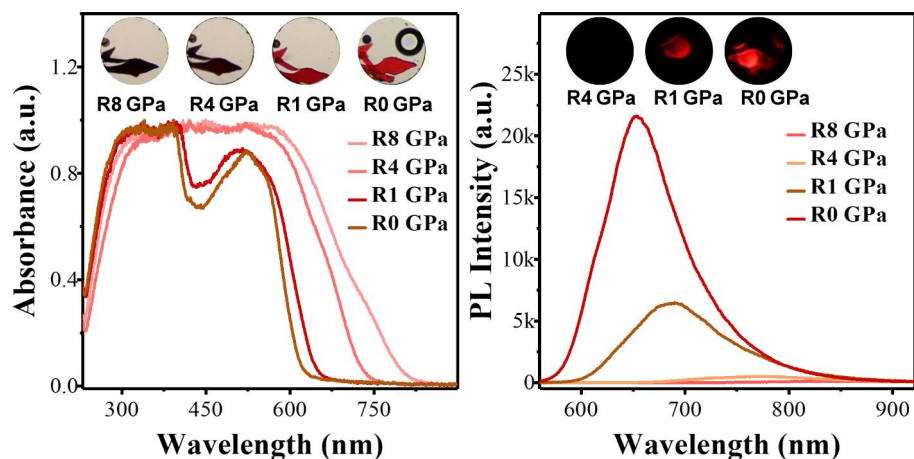 R8 GPa R4 GPa R1 GPa R0 GPa
R8 GPa
R4 GPa
R1 GPa
R0 GPa
1.2
0.8
0.4
0.0
300 450 600 750
Absorbance (a.u.)
Wavelength (nm)
R4 GPa R1 GPa R0 GPa
R8 GPa
R4 GPa
R1 GPa
R0 GPa
25k
20k
15k
10k
5k
0
600 700 800 900
PL Intensity (a.u.)
Wavelength (nm)